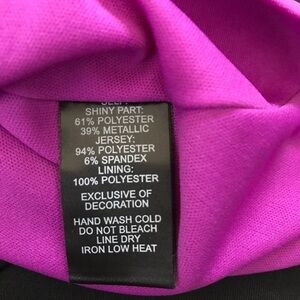 SHINY PART:
61% POLYESTER
39% METALLIC
JERSEY:
94% POLYESTER
6% SPANDEX
LINING:
100% POLYESTER
EXCLUSIVE OF
DECORATION
HAND WASH COLD
DO NOT BLEACH
LINE DRY
IRON LOW HEAT